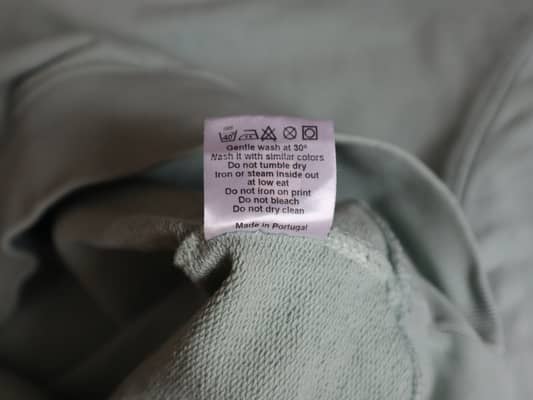 40
Gentle wash at 30°
Wash it with similar colors
Do not tumble dry
Iron or steam inside out
at low eat
Do not iron on print
Do not bleach
Do not dry clean
Made in Portugal